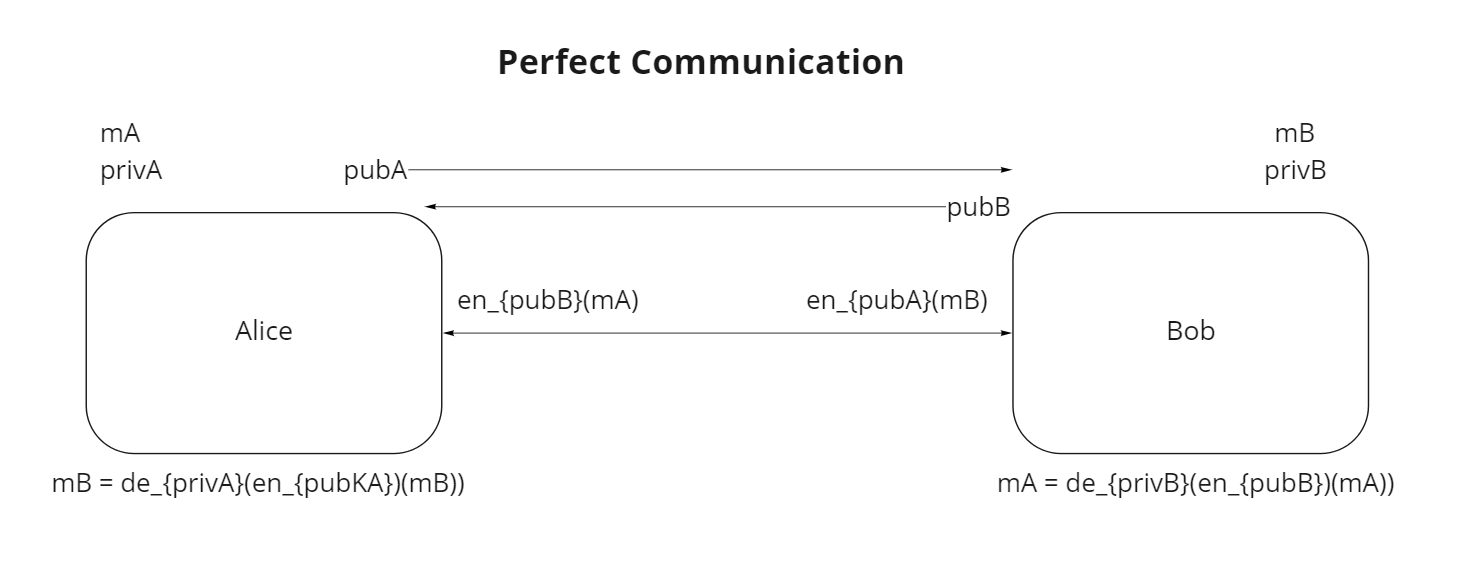 Perfect Communication
mA
mB
privA
pubA
privB
pubB
en_{pubB}(mA)
en_{pubA}(mB)
Alice
Bob
mB = de_{privA}(en_{pubKA})(mB))
mA = de_{privB}(en_{pubB})(mA))